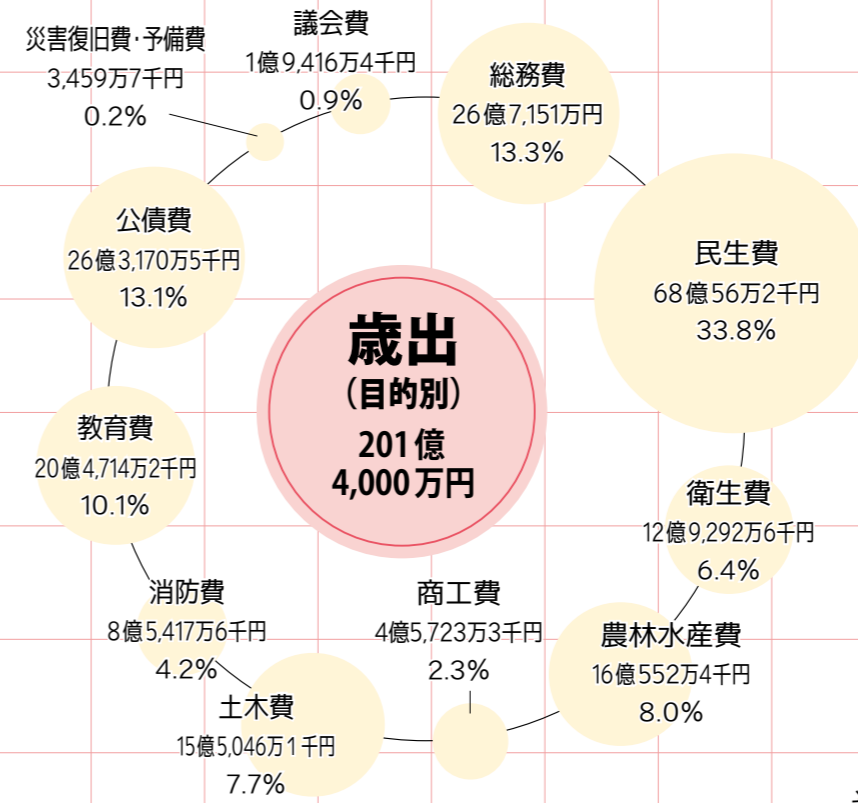 災害復旧費・予備費
3,459万7千円
0.2%
議会費
1億9,416万4千円
0.9%
総務費
26億7,151万円
13.3%
民生費
68億56万2千円
33.8%
衛生費
12億9,292万6千円
6.4%
農林水産費
16億552万4千円
8.0%
商工費
4億5,723万3千円
2.3%
土木費
15億5,046万1千円
7.7%
消防費
8億5,417万6千円
4.2%
教育費
20億4,714万2千円
10.1%
公債費
26億3,170万5千円
13.1%
歳出
（目的別）
201億
4,000万円